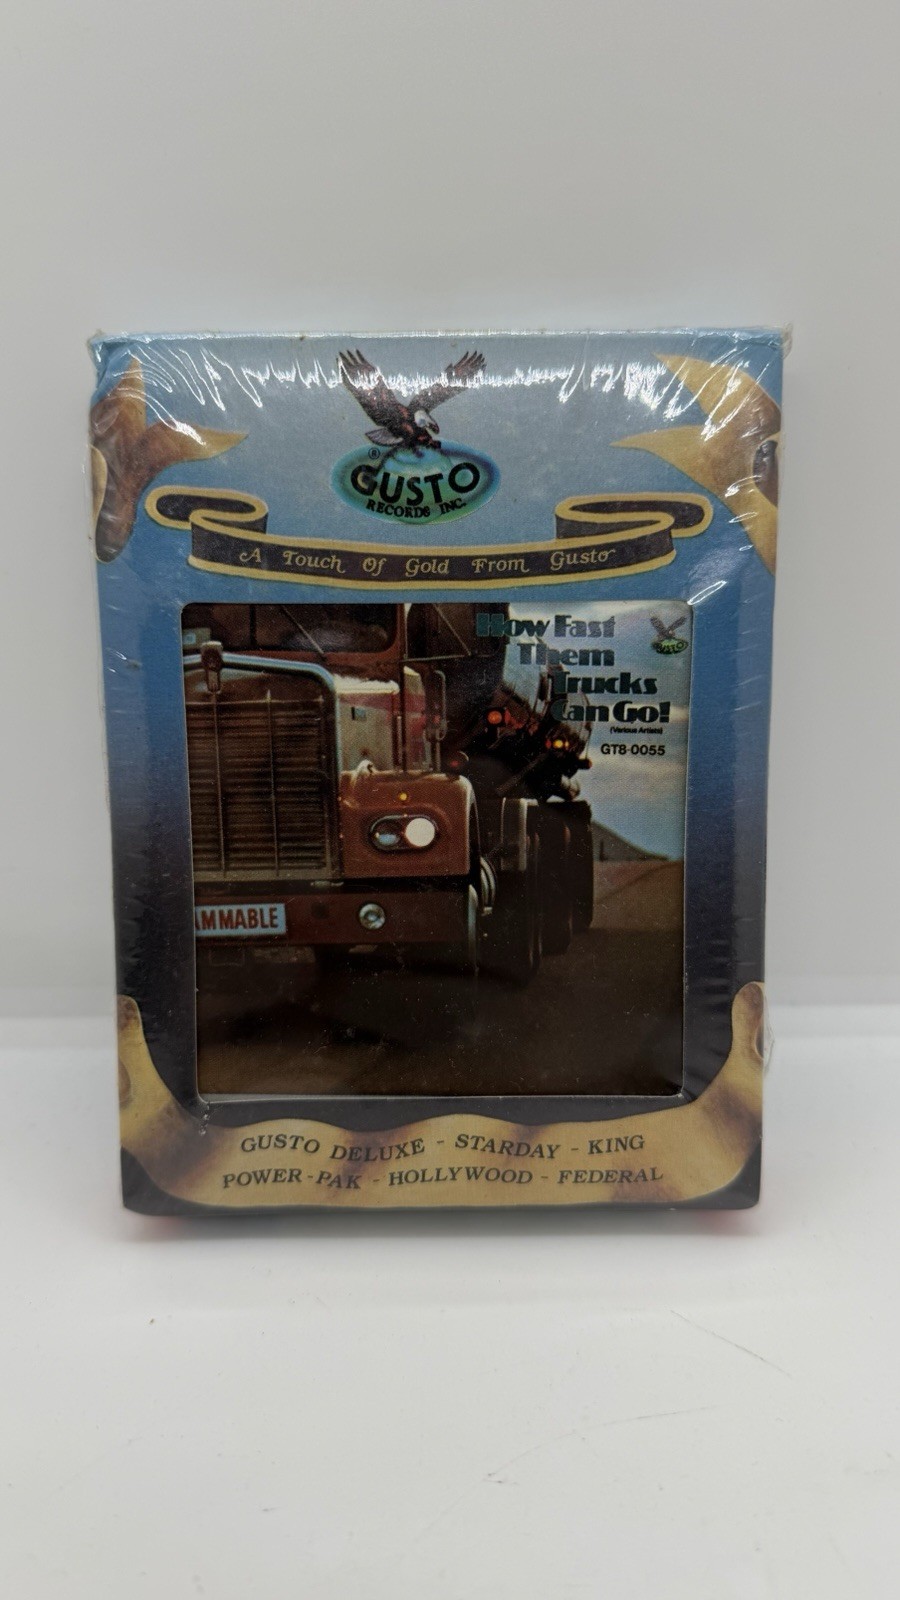 ®
GUSTO
RECORDS INC.
A Touch Of Gold From Gusto
How Fast
Them
Trucks
Can Go!
(Various Artists)
GT8-0055
GUSTO
AMMABLE
GUSTO DELUXE - STARDAY - KING
POWER-PAK - HOLLYWOOD - FEDERAL